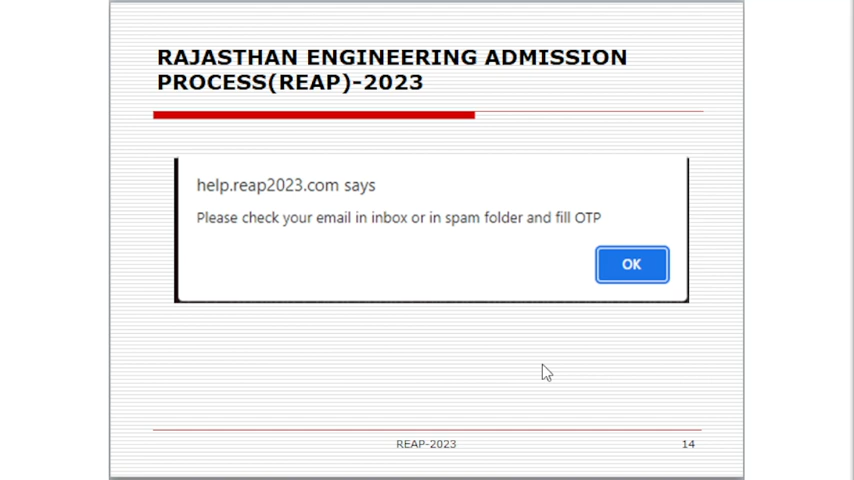 RAJASTHAN ENGINEERING ADMISSION
PROCESS(REAP)-2023
help.reap2023.com says
Please check your email in inbox or in spam folder and fill OTP
OK
REAP-2023
14